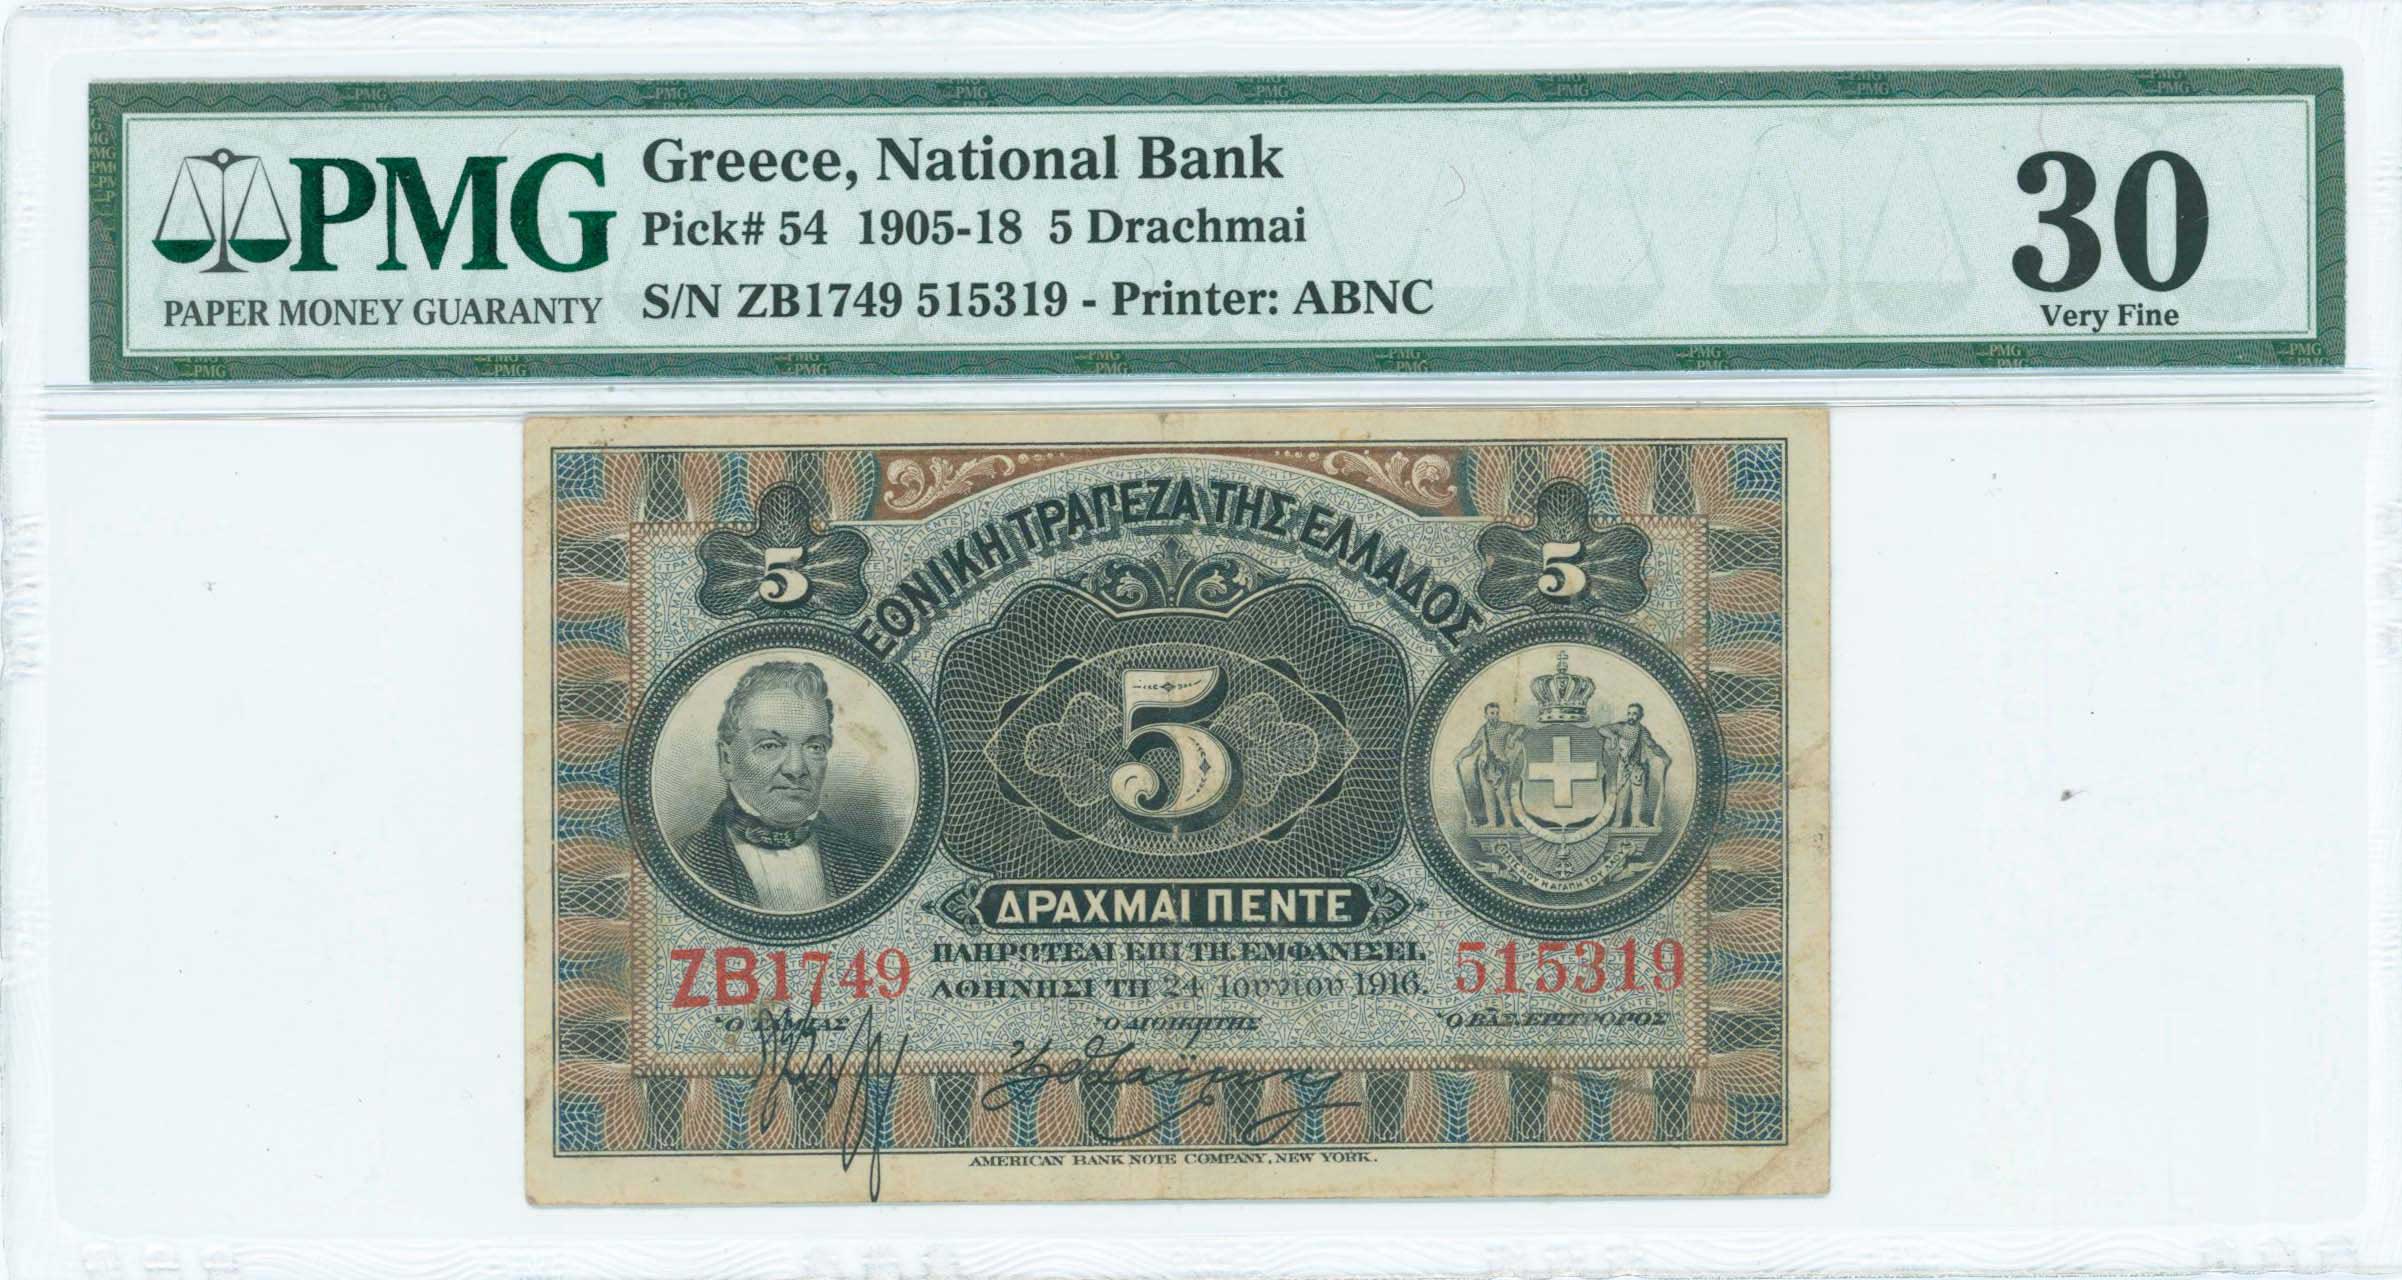 PMG
PAPER MONEY GUARANTY
Greece, National Bank
Pick# 54 1905-18 5 Drachmai
S/N ZB1749 515319 - Printer: ABNC
30
Very Fine
ΕΘΝΙΚΗ ΤΡΑΠΕΖΑ ΤΗΣ ΕΛΛΑΔΟΣ
5
5
5
ΔΡΑΧΜΑΙ ΠΕΝΤΕ
ΠΛΗΡΩΤΕΑΙ ΕΠΙ ΤΗ ΕΜΦΑΝΙΣΕΙ.
ZB1749
ΑΘΗΝΗΣΙ ΤΗ 24 Ιουνίου 1916.
515319
Ὁ ΤΑΜΙΑΣ
Ὁ ΔΙΟΙΚΗΤΗΣ
Ὁ ΒΑΣ. ΕΠΙΤΡΟΠΟΣ
AMERICAN BANK NOTE COMPANY, NEW YORK.